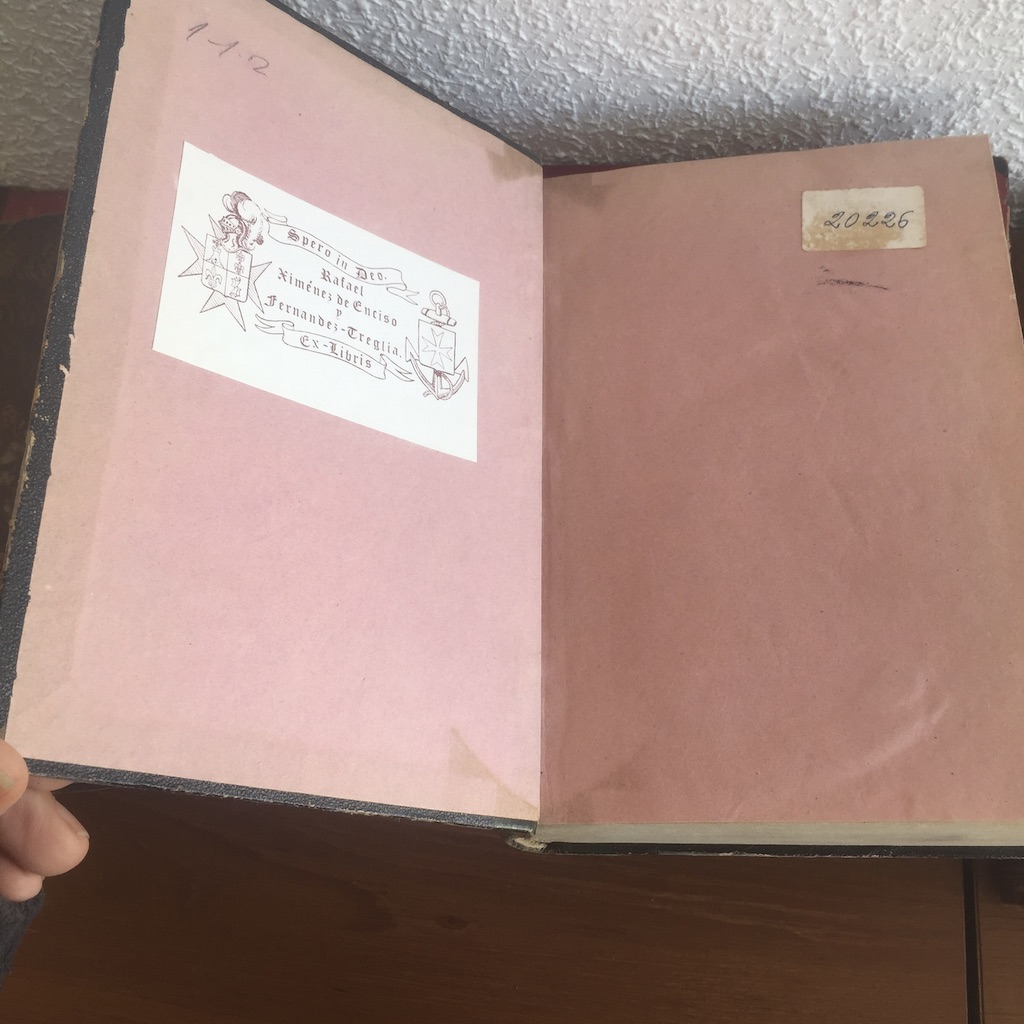 1-1-2
Spero in Deo.
Rafael
Ximénez de Enciso
y
Fernandez-Treglia.
Ex-Libris
20226